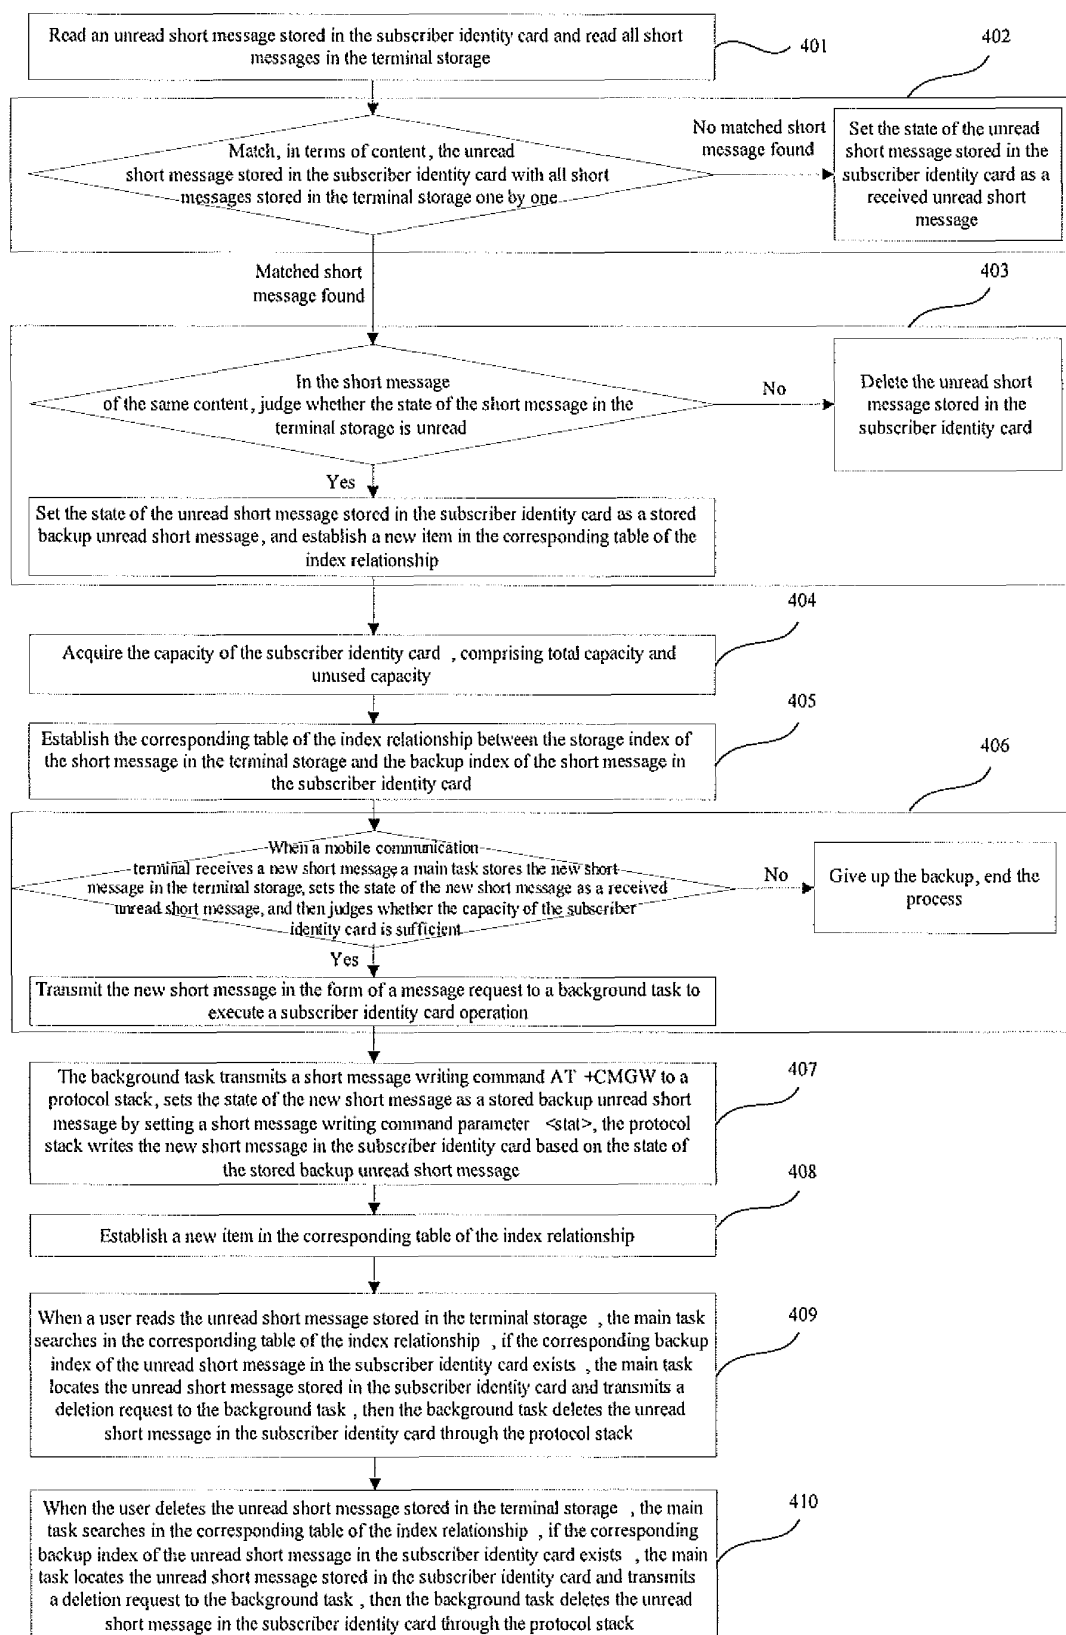 Read an unread short message stored in the subscriber identity card and read all short
messages in the terminal storage
401
402
Match, in terms of content, the unread
short message stored in the subscriber identity card with all short
messages stored in the terminal storage one by one
No matched short
message found
Set the state of the unread
short message stored in the
subscriber identity card as a
received unread short
message
Matched short
message found
403
In the short message
of the same content, judge whether the state of the short message in the
terminal storage is unread
No
Delete the unread short
message stored in the
subscriber identity card
Yes
Set the state of the unread short message stored in the subscriber identity card as a stored
backup unread short message, and establish a new item in the corresponding table of the
index relationship
404
Acquire the capacity of the subscriber identity card , comprising total capacity and
unused capacity
405
Establish the corresponding table of the index relationship between the storage index of
the short message in the terminal storage and the backup index of the short message in
the subscriber identity card
406
When a mobile communication
terminal receives a new short message a main task stores the new short
message in the terminal storage, sets the state of the new short message as a received
unread short message, and then judges whether the capacity of the subscriber
identity card is sufficient
No
Give up the backup, end the
process
Yes
Transmit the new short message in the form of a message request to a background task to
execute a subscriber identity card operation
407
The background task transmits a short message writing command AT +CMGW to a
protocol stack, sets the state of the new short message as a stored backup unread short
message by setting a short message writing command parameter <stat>, the protocol
stack writes the new short message in the subscriber identity card based on the state of
the stored backup unread short message
408
Establish a new item in the corresponding table of the index relationship
409
When a user reads the unread short message stored in the terminal storage , the main task
searches in the corresponding table of the index relationship , if the corresponding backup
index of the unread short message in the subscriber identity card exists , the main task
locates the unread short message stored in the subscriber identity card and transmits a
deletion request to the background task , then the background task deletes the unread
short message in the subscriber identity card through the protocol stack
410
When the user deletes the unread short message stored in the terminal storage , the main
task searches in the corresponding table of the index relationship , if the corresponding
backup index of the unread short message in the subscriber identity card exists , the main
task locates the unread short message stored in the subscriber identity card and transmits
a deletion request to the background task , then the background task deletes the unread
short message in the subscriber identity card through the protocol stack